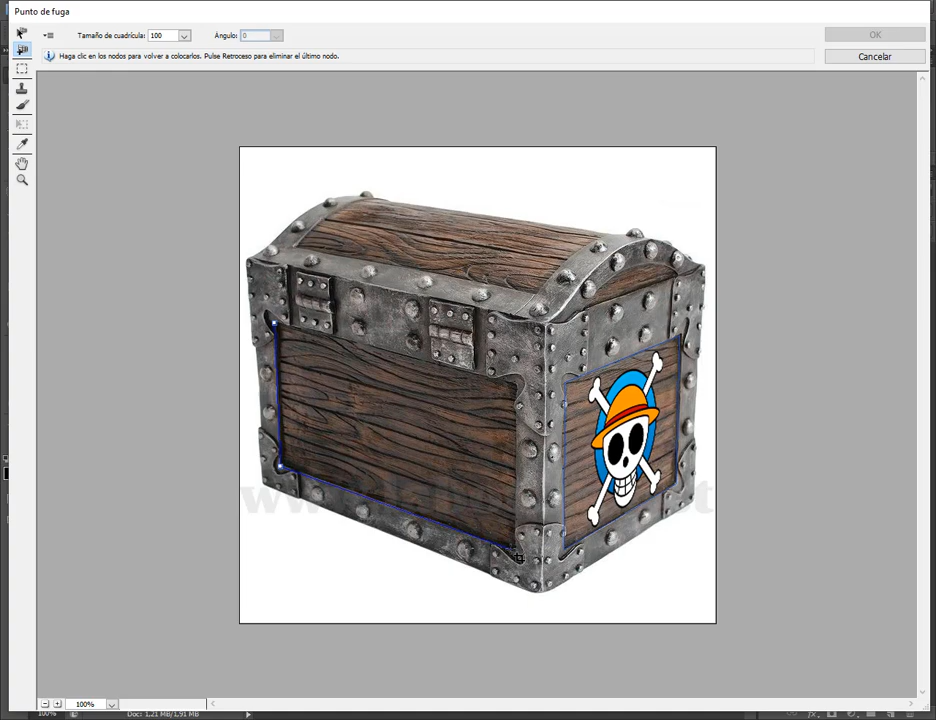 Punto de fuga
Tamaño de cuadrícula: 100 Ángulo: 0 OK
Haga clic en los nodos para volver a colocarlos. Pulse Retroceso para eliminar el último nodo. Cancelar
100%
100% Doc: 1,21 MB/1,91 MB